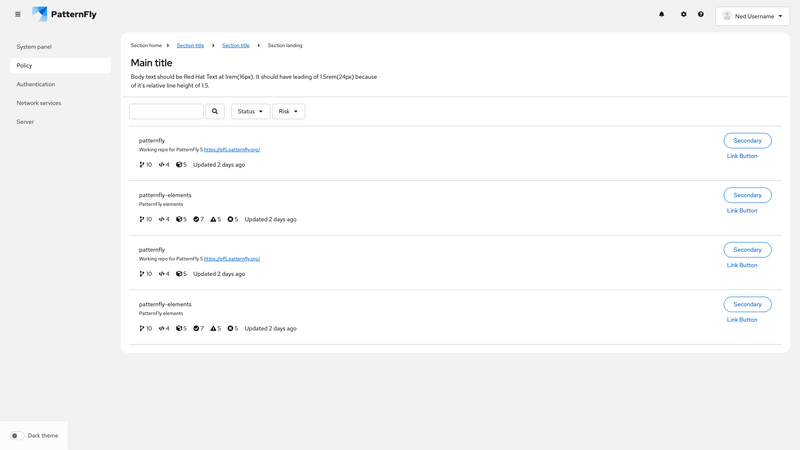 PatternFly
Ned Username
System panel
Policy
Authentication
Network services
Server
Section home
Section title
Section title
Section landing
Main title
Body text should be Red Hat Text at 1rem(16px). It should have leading of 1.5rem(24px) because
of it's relative line height of 1.5.
Status
Risk
patternfly
Working repo for PatternFly 5 https://pf5.patternfly.org/
10 4 5 Updated 2 days ago
Secondary
Link Button
patternfly-elements
PatternFly elements
10 4 5 7 5 5 Updated 2 days ago
Secondary
Link Button
patternfly
Working repo for PatternFly 5 https://pf5.patternfly.org/
10 4 5 Updated 2 days ago
Secondary
Link Button
patternfly-elements
PatternFly elements
10 4 5 7 5 5 Updated 2 days ago
Secondary
Link Button
Dark theme